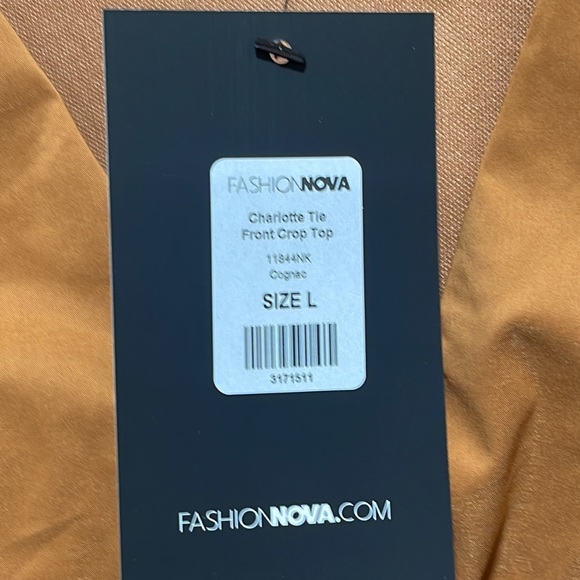 FASHIONNOVA
Charlotte Tie
Front Crop Top
11844NK
Cognac
SIZE L
3171511
FASHIONNOVA.COM